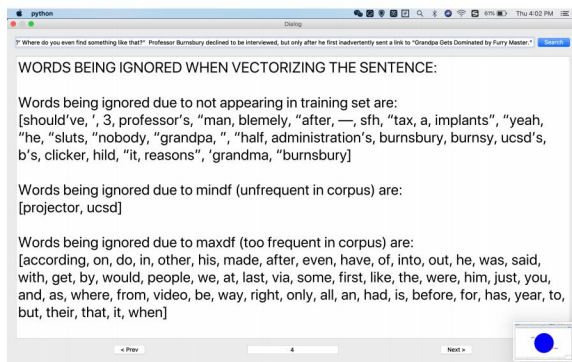 python
61%
Thu 4:02 PM
Dialog
?" Where do you even find something like that?" Professor Burnsbury declined to be interviewed, but only after he first inadvertently sent a link to "Grandpa Gets Dominated by Furry Master."
Search
WORDS BEING IGNORED WHEN VECTORIZING THE SENTENCE:
Words being ignored due to not appearing in training set are:
[should've, ', 3, professor's, "man, blemely, "after, —, sfh, "tax, a, implants", "yeah,
"he, "sluts, "nobody, "grandpa, ", "half, administration's, burnsbury, burnsy, ucsd's,
b's, clicker, hild, "it, reasons", 'grandma, "burnsbury]
Words being ignored due to mindf (unfrequent in corpus) are:
[projector, ucsd]
Words being ignored due to maxdf (too frequent in corpus) are:
[according, on, do, in, other, his, made, after, even, have, of, into, out, he, was, said,
with, get, by, would, people, we, at, last, via, some, first, like, the, were, him, just, you,
and, as, where, from, video, be, way, right, only, all, an, had, is, before, for, has, year, to,
but, their, that, it, when]
< Prev
4
Next >